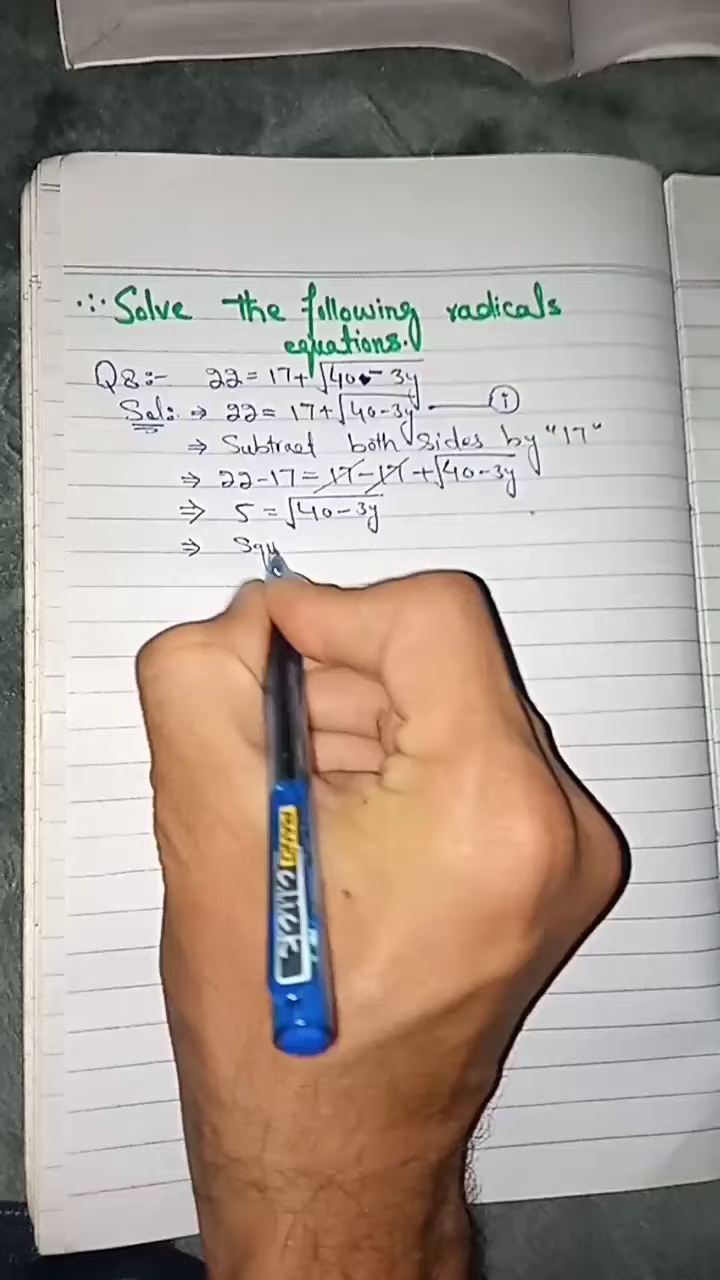 ∴ Solve the following radicals
equations.
Q8:- 22 = 17+√40-3y
Sol: ⇒ 22 = 17+√40-3y —— (i)
⇒ Subtract both sides by "17"
⇒ 22-17 = 17-17+√40-3y
⇒ 5 = √40-3y
⇒ Squ
CLICK